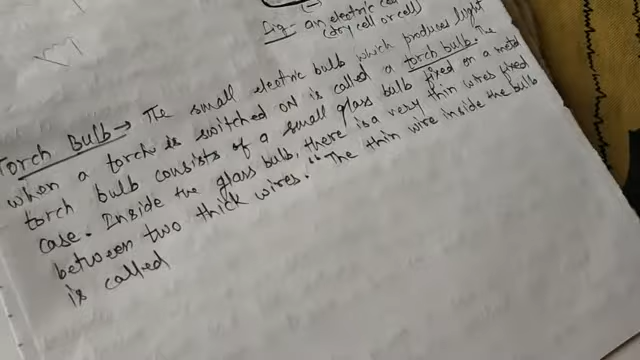 Fig- an electric cell
(dry cell or cell)
Torch Bulb → The small electric bulb which produces light
when a torch is switched ON is called a torch bulb. The
torch bulb consists of a small glass bulb fixed on a metal
case. Inside the glass bulb, there is a very thin wires fixed
between two thick wires. "The thin wire inside the bulb
is called